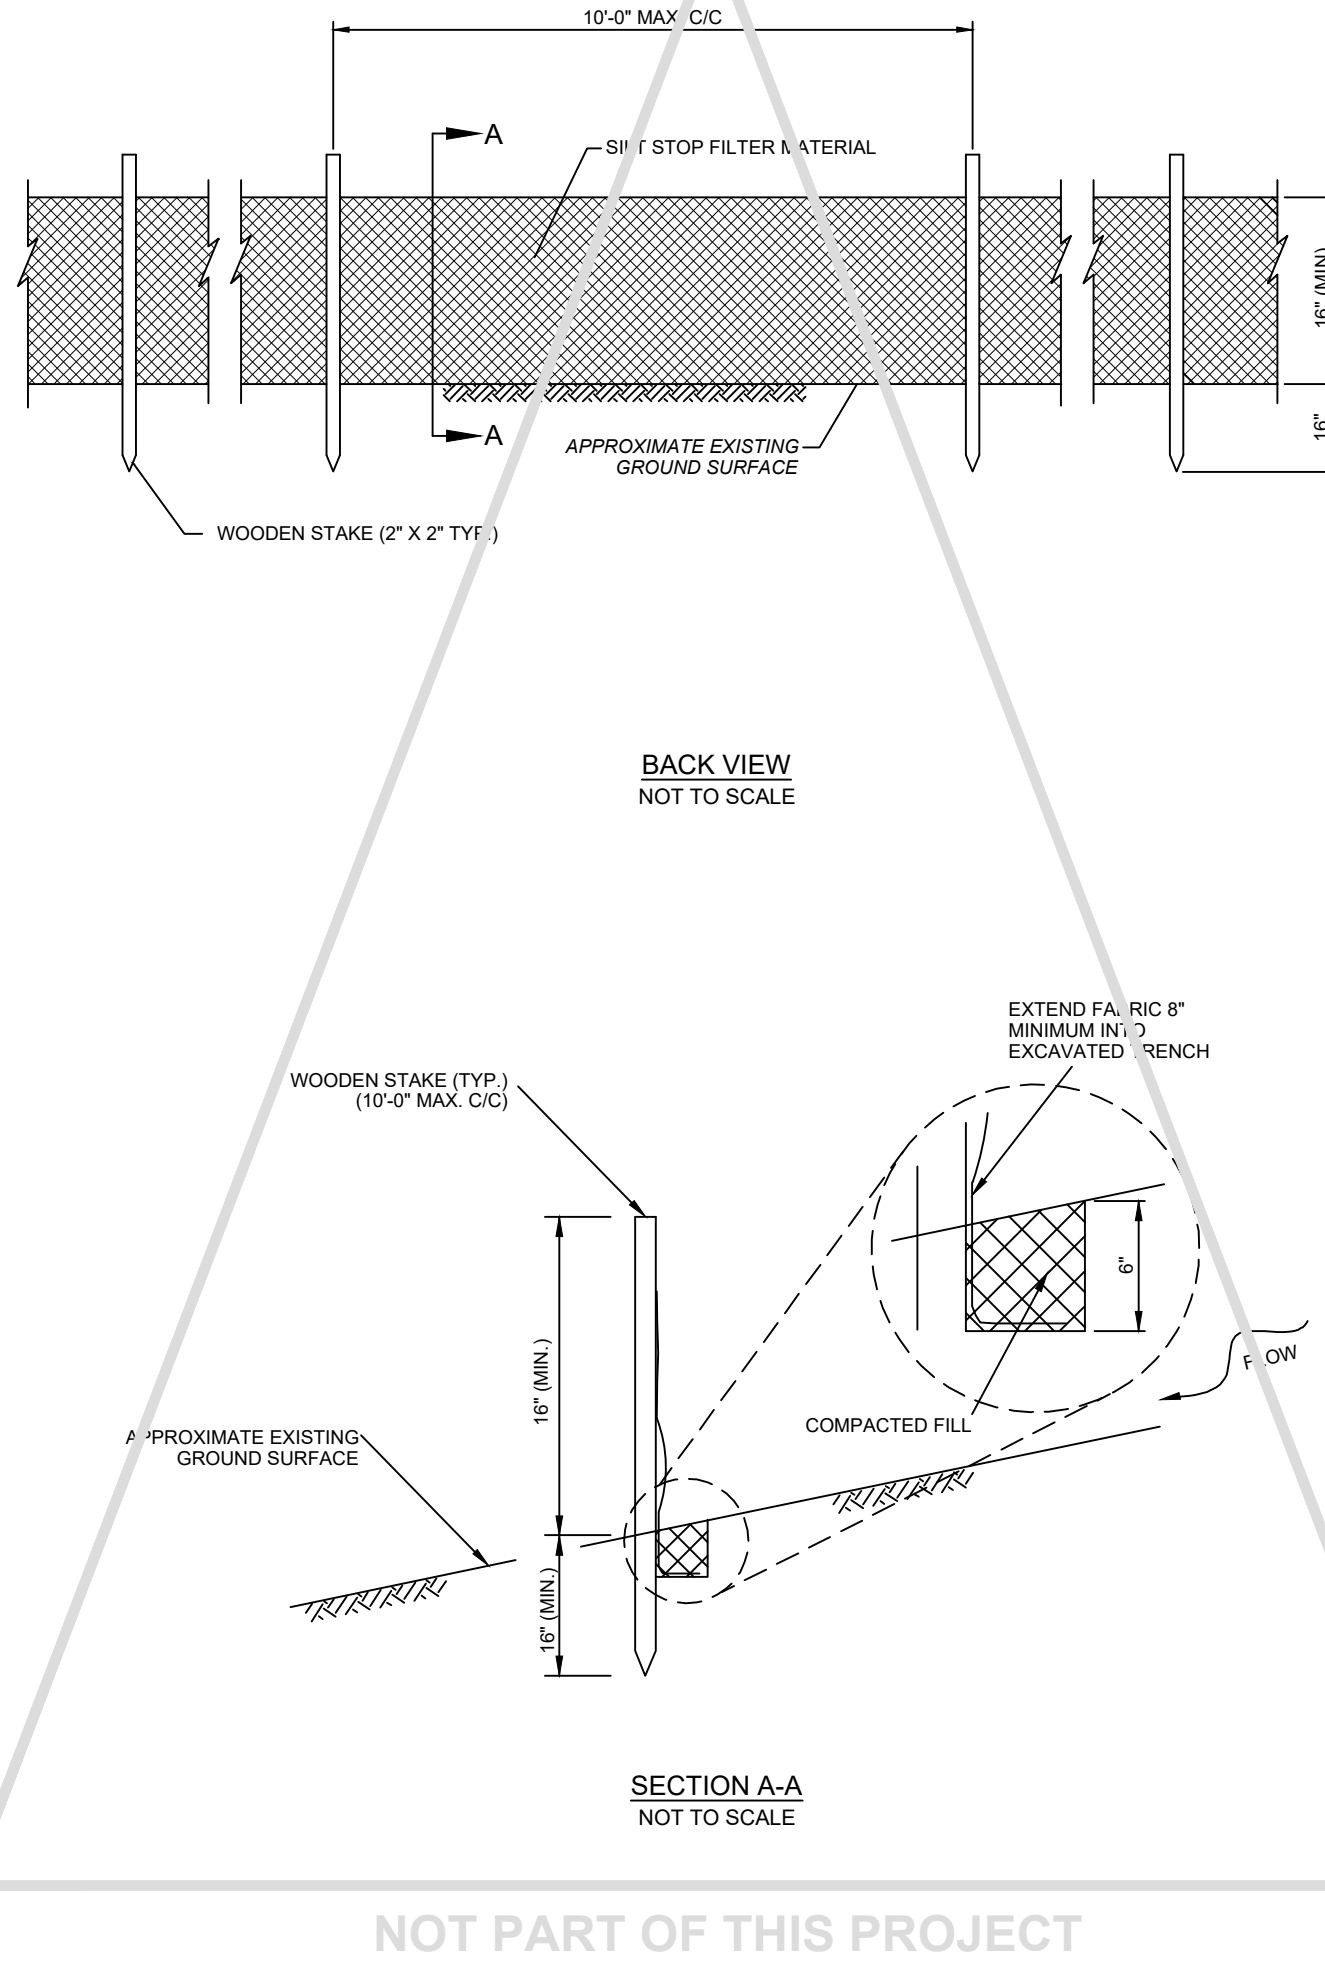 10'-0" MAX. C/C
A
SILT STOP FILTER MATERIAL
16" (MIN)
16"
A
APPROXIMATE EXISTING
GROUND SURFACE
WOODEN STAKE (2" X 2" TYP.)
BACK VIEW
NOT TO SCALE
EXTEND FABRIC 8"
MINIMUM INTO
EXCAVATED TRENCH
WOODEN STAKE (TYP.)
(10'-0" MAX. C/C)
6"
FLOW
16" (MIN.)
COMPACTED FILL
APPROXIMATE EXISTING
GROUND SURFACE
16" (MIN.)
SECTION A-A
NOT TO SCALE
NOT PART OF THIS PROJECT